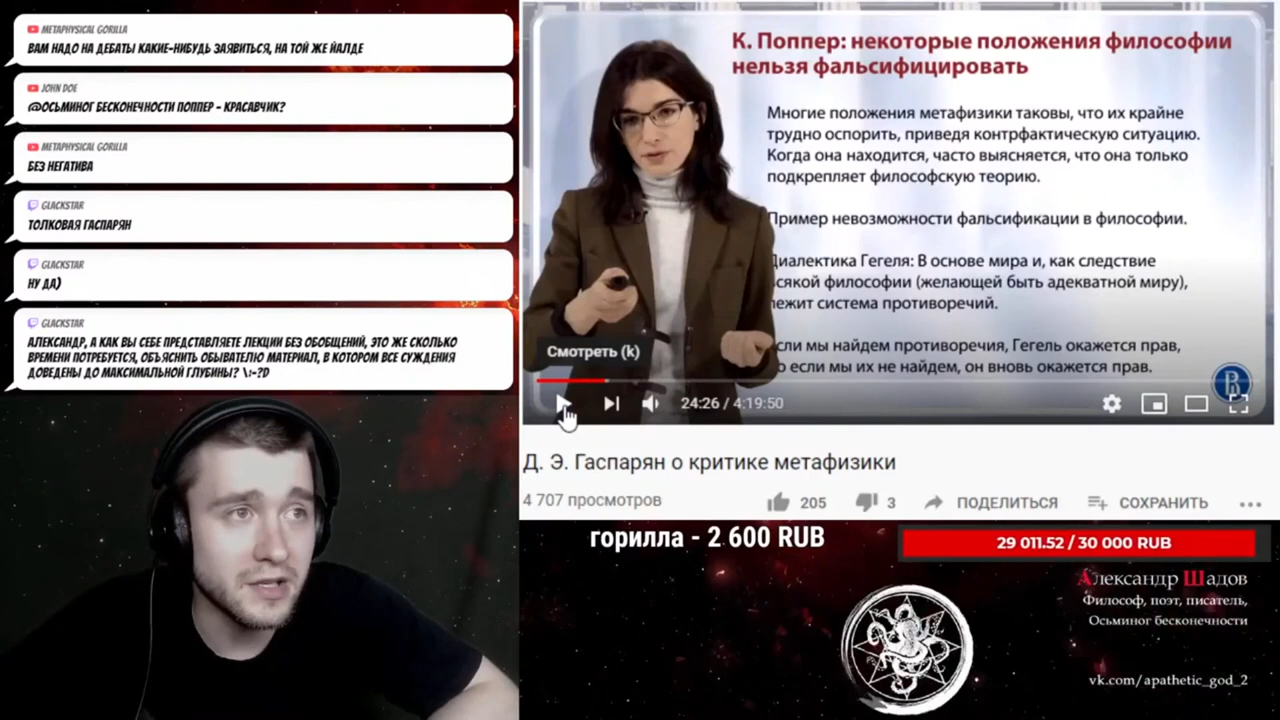 METAPHYSICAL GORILLA
ВАМ НАДО НА ДЕБАТЫ КАКИЕ-НИБУДЬ ЗАЯВИТЬСЯ, НА ТОЙ ЖЕ ЙАЛДЕ
JOHN DOE
@ОСЬМИНОГ БЕСКОНЕЧНОСТИ ПОППЕР - КРАСАВЧИК?
METAPHYSICAL GORILLA
БЕЗ НЕГАТИВА
GLACKSTAR
ТОЛКОВАЯ ГАСПАРЯН
GLACKSTAR
НУ ДА)
GLACKSTAR
АЛЕКСАНДР, А КАК ВЫ СЕБЕ ПРЕДСТАВЛЯЕТЕ ЛЕКЦИИ БЕЗ ОБОБЩЕНИЙ, ЭТО ЖЕ СКОЛЬКО
ВРЕМЕНИ ПОТРЕБУЕТСЯ, ОБЪЯСНИТЬ ОБЫВАТЕЛЮ МАТЕРИАЛ, В КОТОРОМ ВСЕ СУЖДЕНИЯ
ДОВЕДЕНЫ ДО МАКСИМАЛЬНОЙ ГЛУБИНЫ? \:-?D
К. Поппер: некоторые положения философии
нельзя фальсифицировать
Многие положения метафизики таковы, что их крайне
трудно оспорить, приведя контрфактическую ситуацию.
Когда она находится, часто выясняется, что она только
подкрепляет философскую теорию.
Пример невозможности фальсификации в философии.
Диалектика Гегеля: В основе мира и, как следствие
всякой философии (желающей быть адекватной миру),
лежит система противоречий.
если мы найдем противоречия, Гегель окажется прав,
о если мы их не найдем, он вновь окажется прав.
Смотреть (k)
24:26 / 4:19:50
Д. Э. Гаспарян о критике метафизики
4 707 просмотров
205
3
ПОДЕЛИТЬСЯ
СОХРАНИТЬ
горилла - 2 600 RUB
29 011.52 / 30 000 RUB
Александр Шадов
Философ, поэт, писатель,
Осьминог бесконечности
vk.com/apathetic_god_2